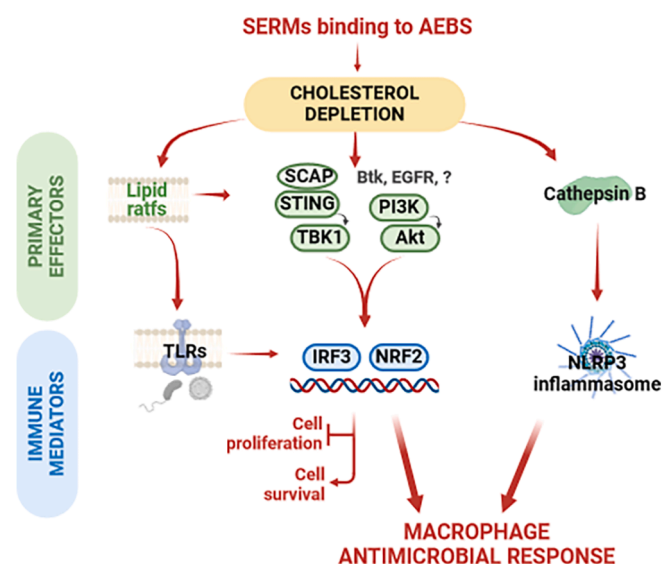 SERMs binding to AEBS
CHOLESTEROL
DEPLETION
PRIMARY
EFFECTORS
Lipid
ratfs
SCAP
STING
TBK1
Btk, EGFR, ?
PI3K
Akt
Cathepsin B
IMMUNE
MEDIATORS
TLRs
IRF3
NRF2
NLRP3
inflammasome
Cell
proliferation
Cell
survival
MACROPHAGE
ANTIMICROBIAL RESPONSE